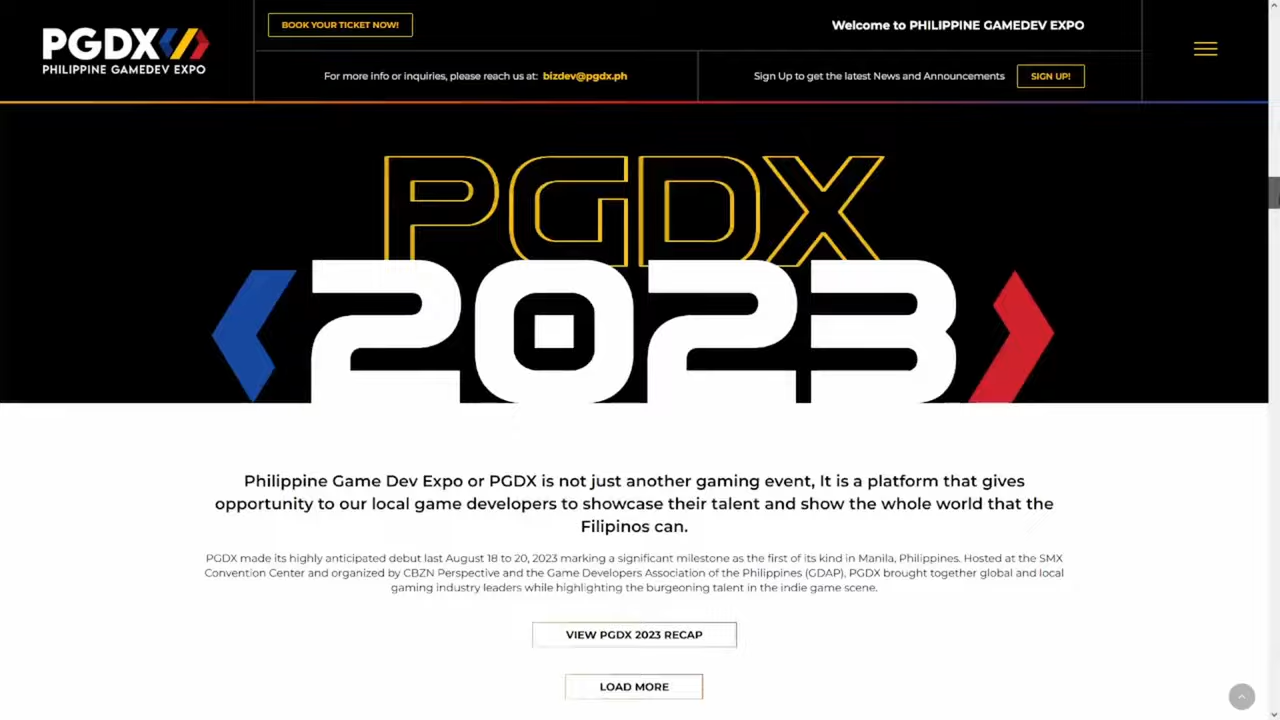 PGDX
PHILIPPINE GAMEDEV EXPO
BOOK YOUR TICKET NOW!
Welcome to PHILIPPINE GAMEDEV EXPO
For more info or inquiries, please reach us at: bizdev@pgdx.ph
Sign Up to get the latest News and Announcements
SIGN UP!
PGDX
2023
Philippine Game Dev Expo or PGDX is not just another gaming event, It is a platform that gives
opportunity to our local game developers to showcase their talent and show the whole world that the
Filipinos can.
PGDX made its highly anticipated debut last August 18 to 20, 2023 marking a significant milestone as the first of its kind in Manila, Philippines. Hosted at the SMX
Convention Center and organized by CBZN Perspective and the Game Developers Association of the Philippines (GDAP), PGDX brought together global and local
gaming industry leaders while highlighting the burgeoning talent in the indie game scene.
VIEW PGDX 2023 RECAP
LOAD MORE